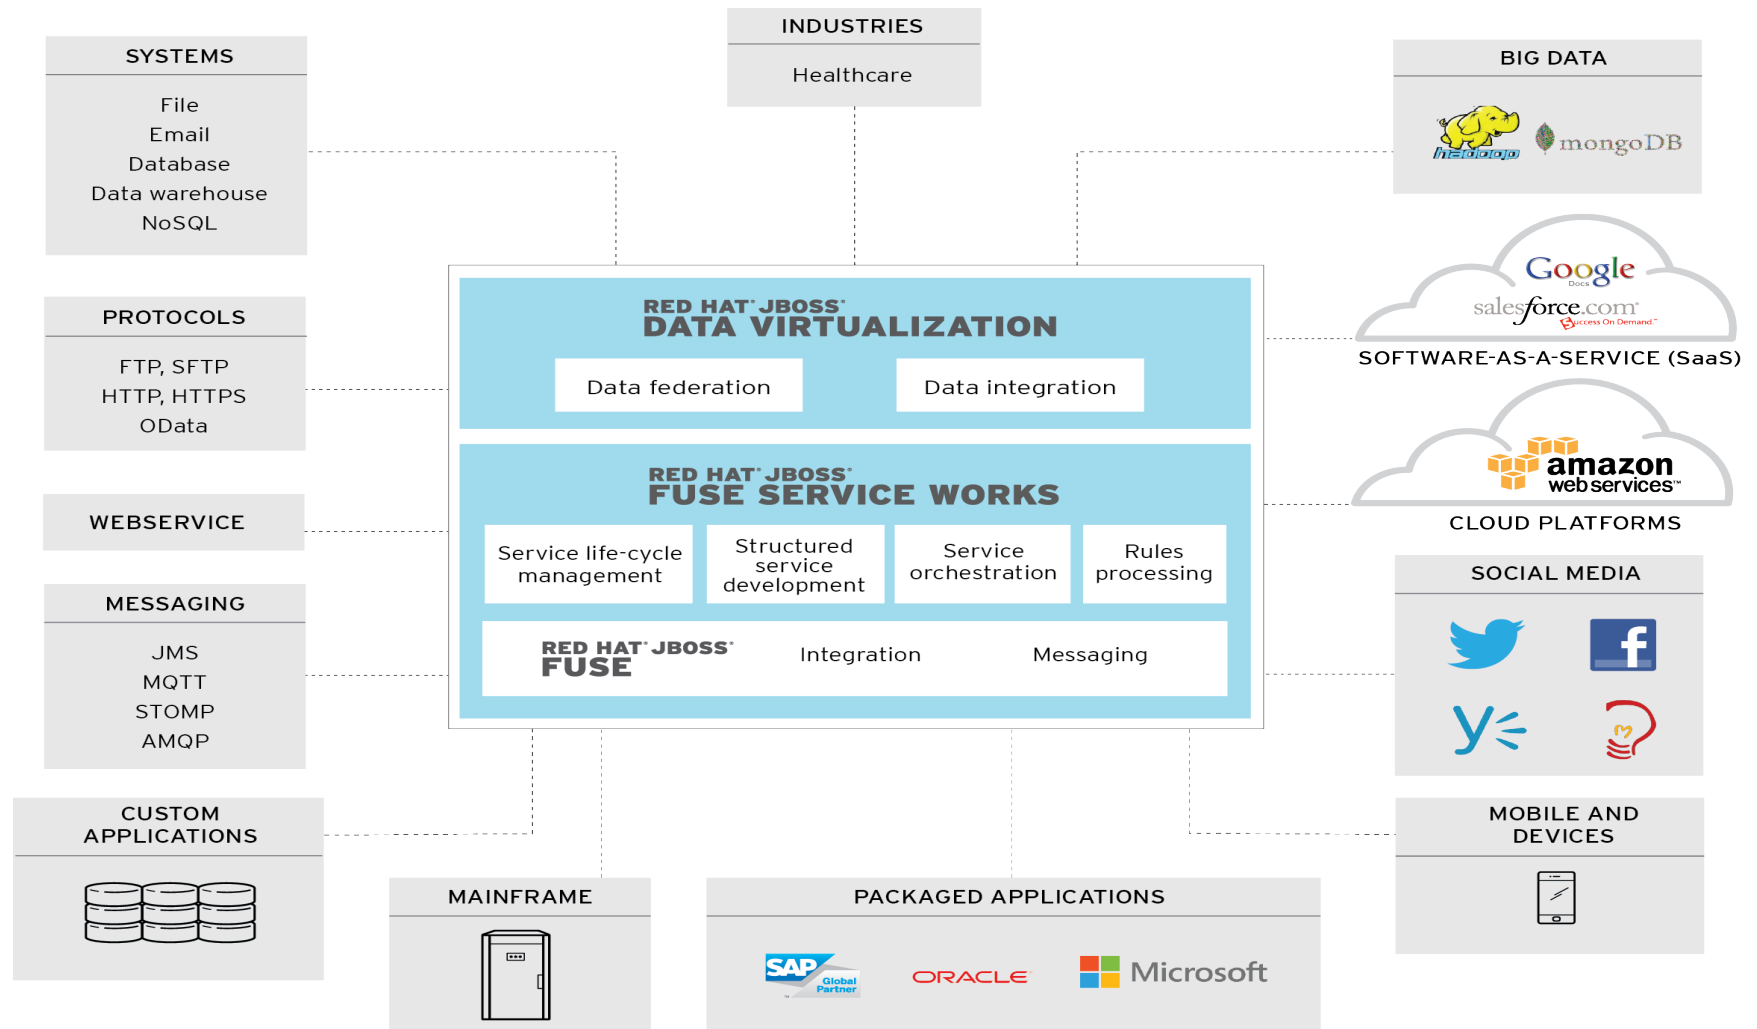 INDUSTRIES
Healthcare
SYSTEMS
File
Email
Database
Data warehouse
NoSQL
BIG DATA
hadoop
mongoDB
PROTOCOLS
FTP, SFTP
HTTP, HTTPS
OData
Google
Docs
salesforce.com
Success On Demand.™
SOFTWARE-AS-A-SERVICE (SaaS)
RED HAT® JBOSS®
DATA VIRTUALIZATION
Data federation
Data integration
WEBSERVICE
amazon
web services™
CLOUD PLATFORMS
RED HAT® JBOSS®
FUSE SERVICE WORKS
Service life-cycle
management
Structured
service
development
Service
orchestration
Rules
processing
RED HAT® JBOSS®
FUSE
Integration
Messaging
MESSAGING
JMS
MQTT
STOMP
AMQP
SOCIAL MEDIA
f
y
CUSTOM
APPLICATIONS
MOBILE AND
DEVICES
MAINFRAME
PACKAGED APPLICATIONS
SAP
Global
Partner
ORACLE
Microsoft